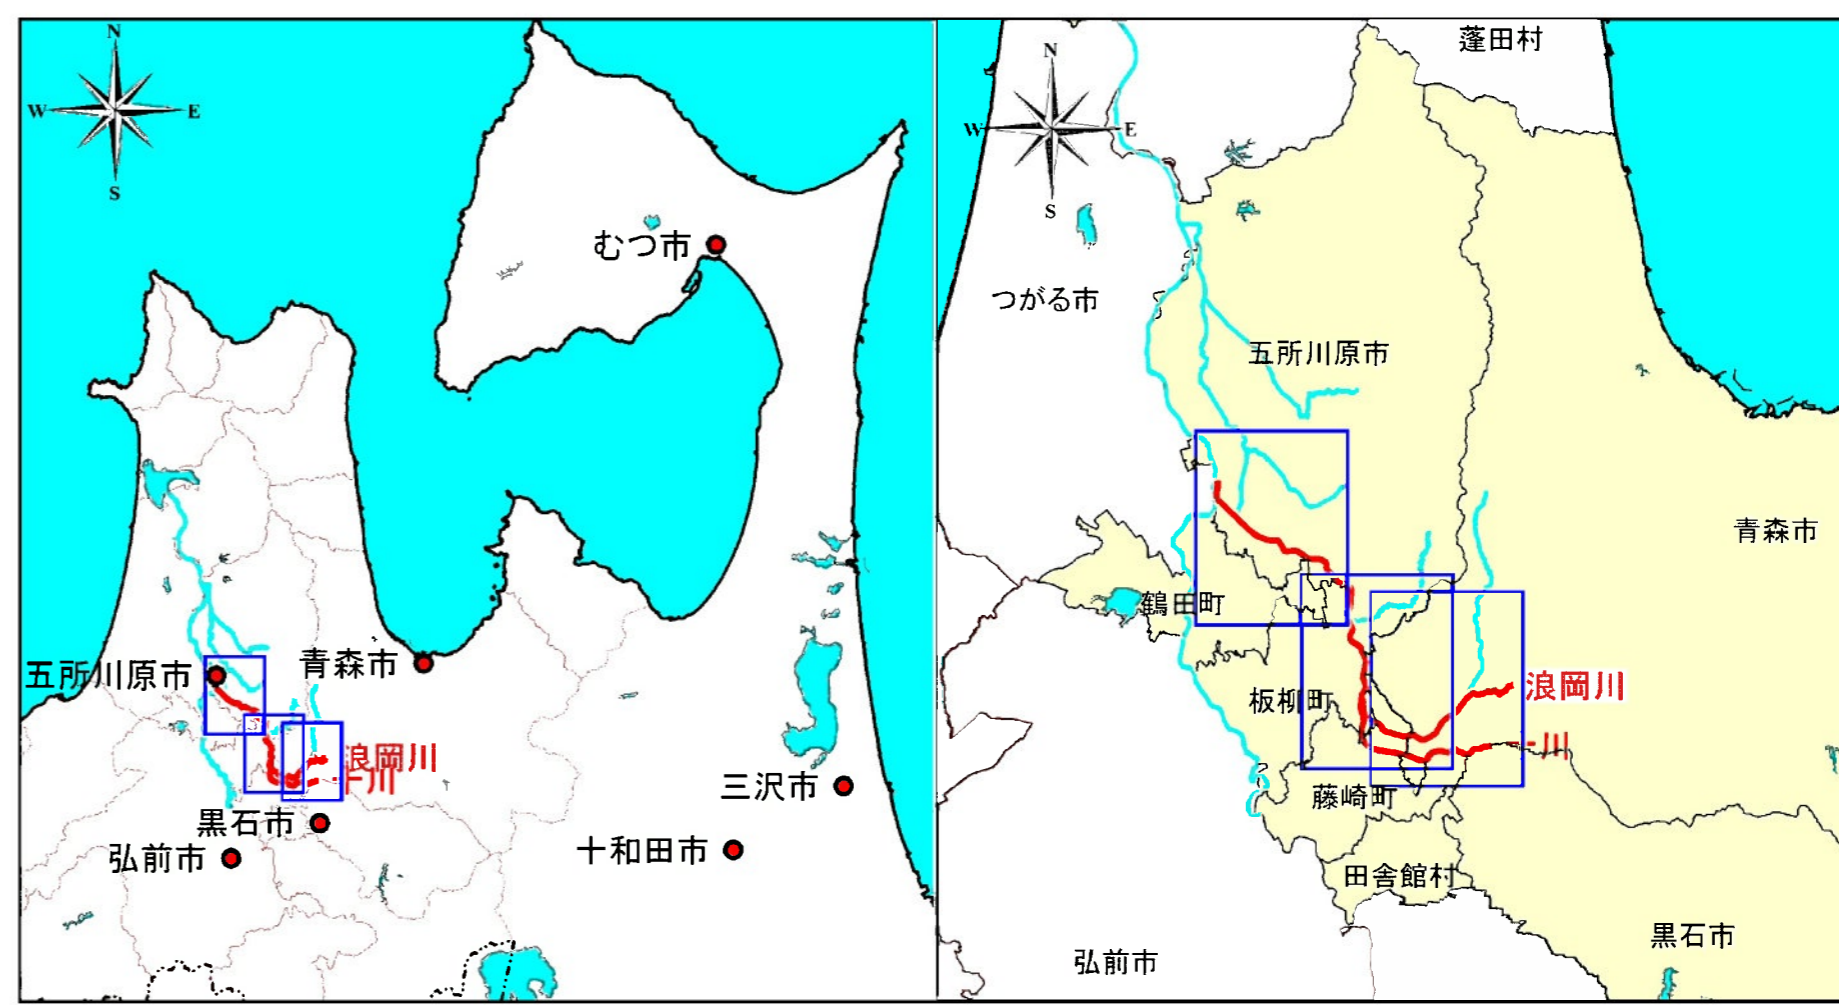 N
W
E
S
むつ市
五所川原市
青森市
浪岡川
川
黒石市
弘前市
三沢市
十和田市
N
W
E
S
蓬田村
つがる市
五所川原市
青森市
鶴田町
板柳町
浪岡川
川
藤崎町
田舎館村
黒石市
弘前市